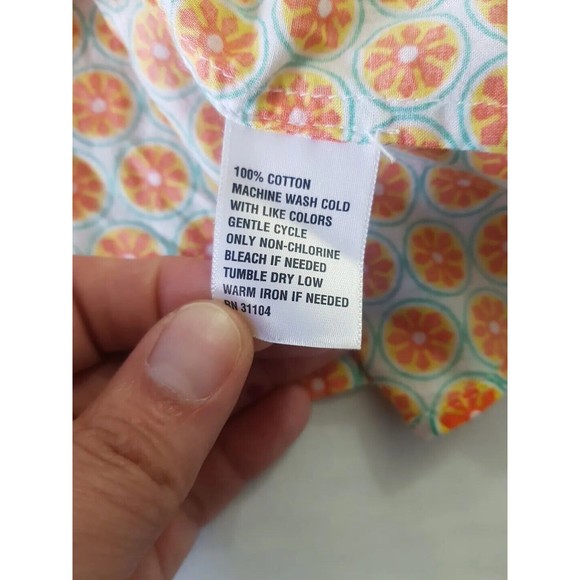 100% COTTON
MACHINE WASH COLD
WITH LIKE COLORS
GENTLE CYCLE
ONLY NON-CHLORINE
BLEACH IF NEEDED
TUMBLE DRY LOW
WARM IRON IF NEEDED
RN 31104